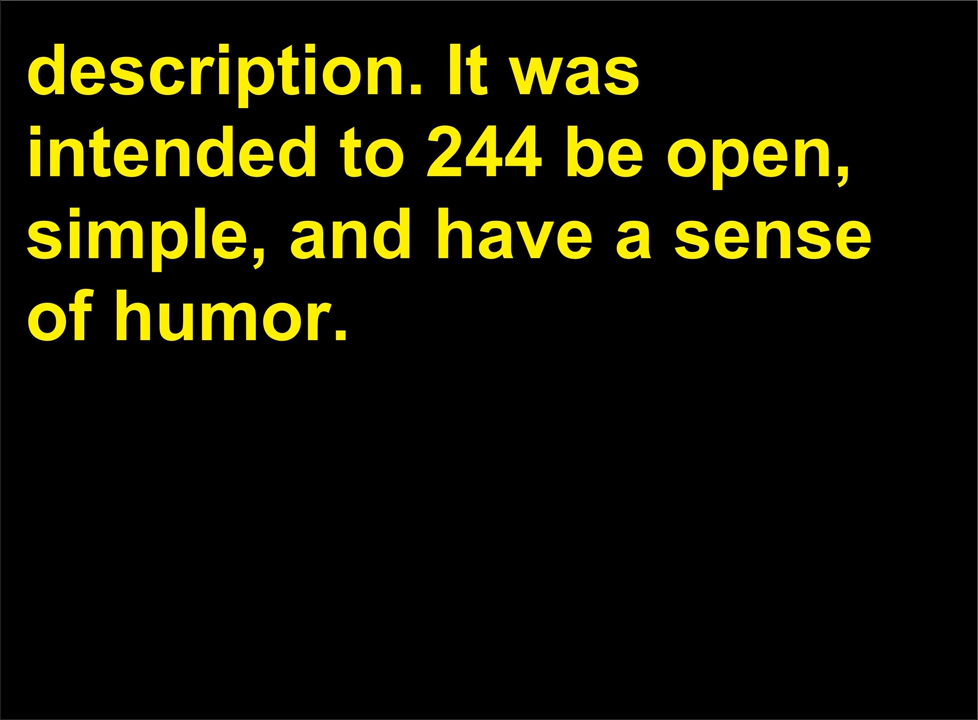 description. It was
intended to 244 be open,
simple, and have a sense
of humor.